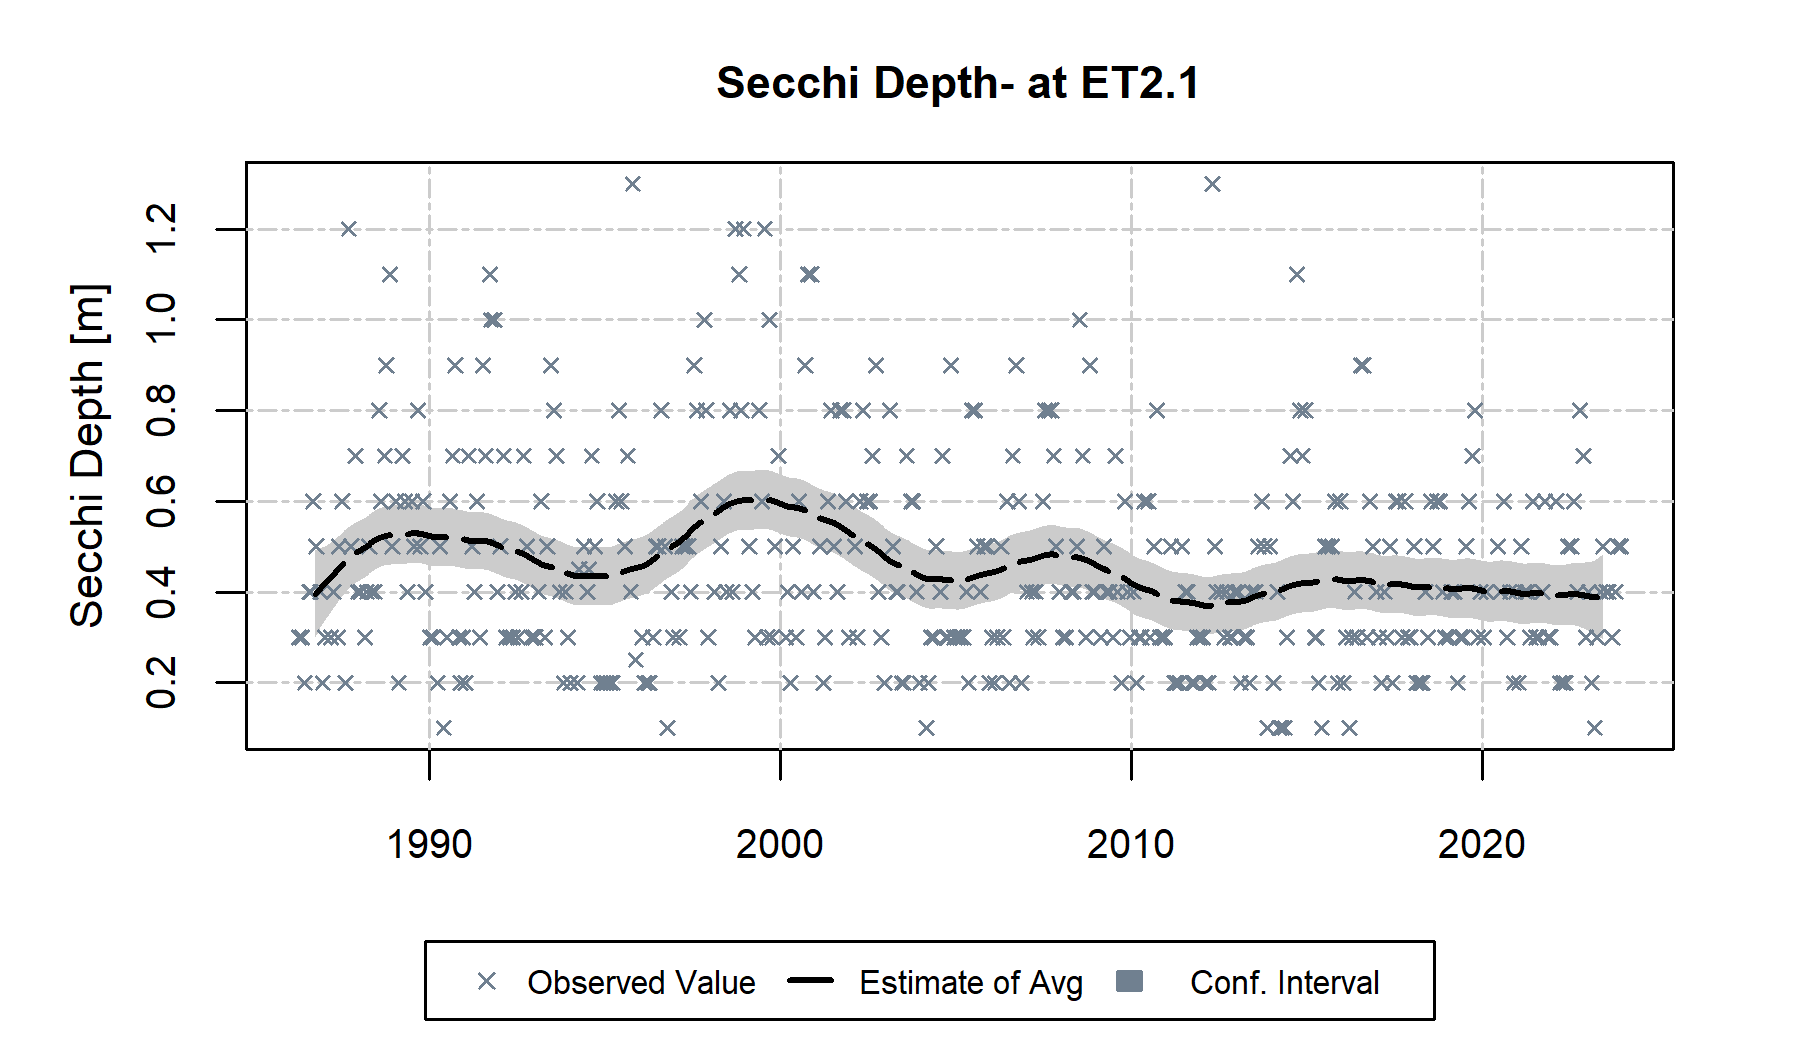 Secchi Depth- at ET2.1
Secchi Depth [m]
1.2
1.0
0.8
0.6
0.4
0.2
1990 2000 2010 2020
Observed Value Estimate of Avg Conf. Interval